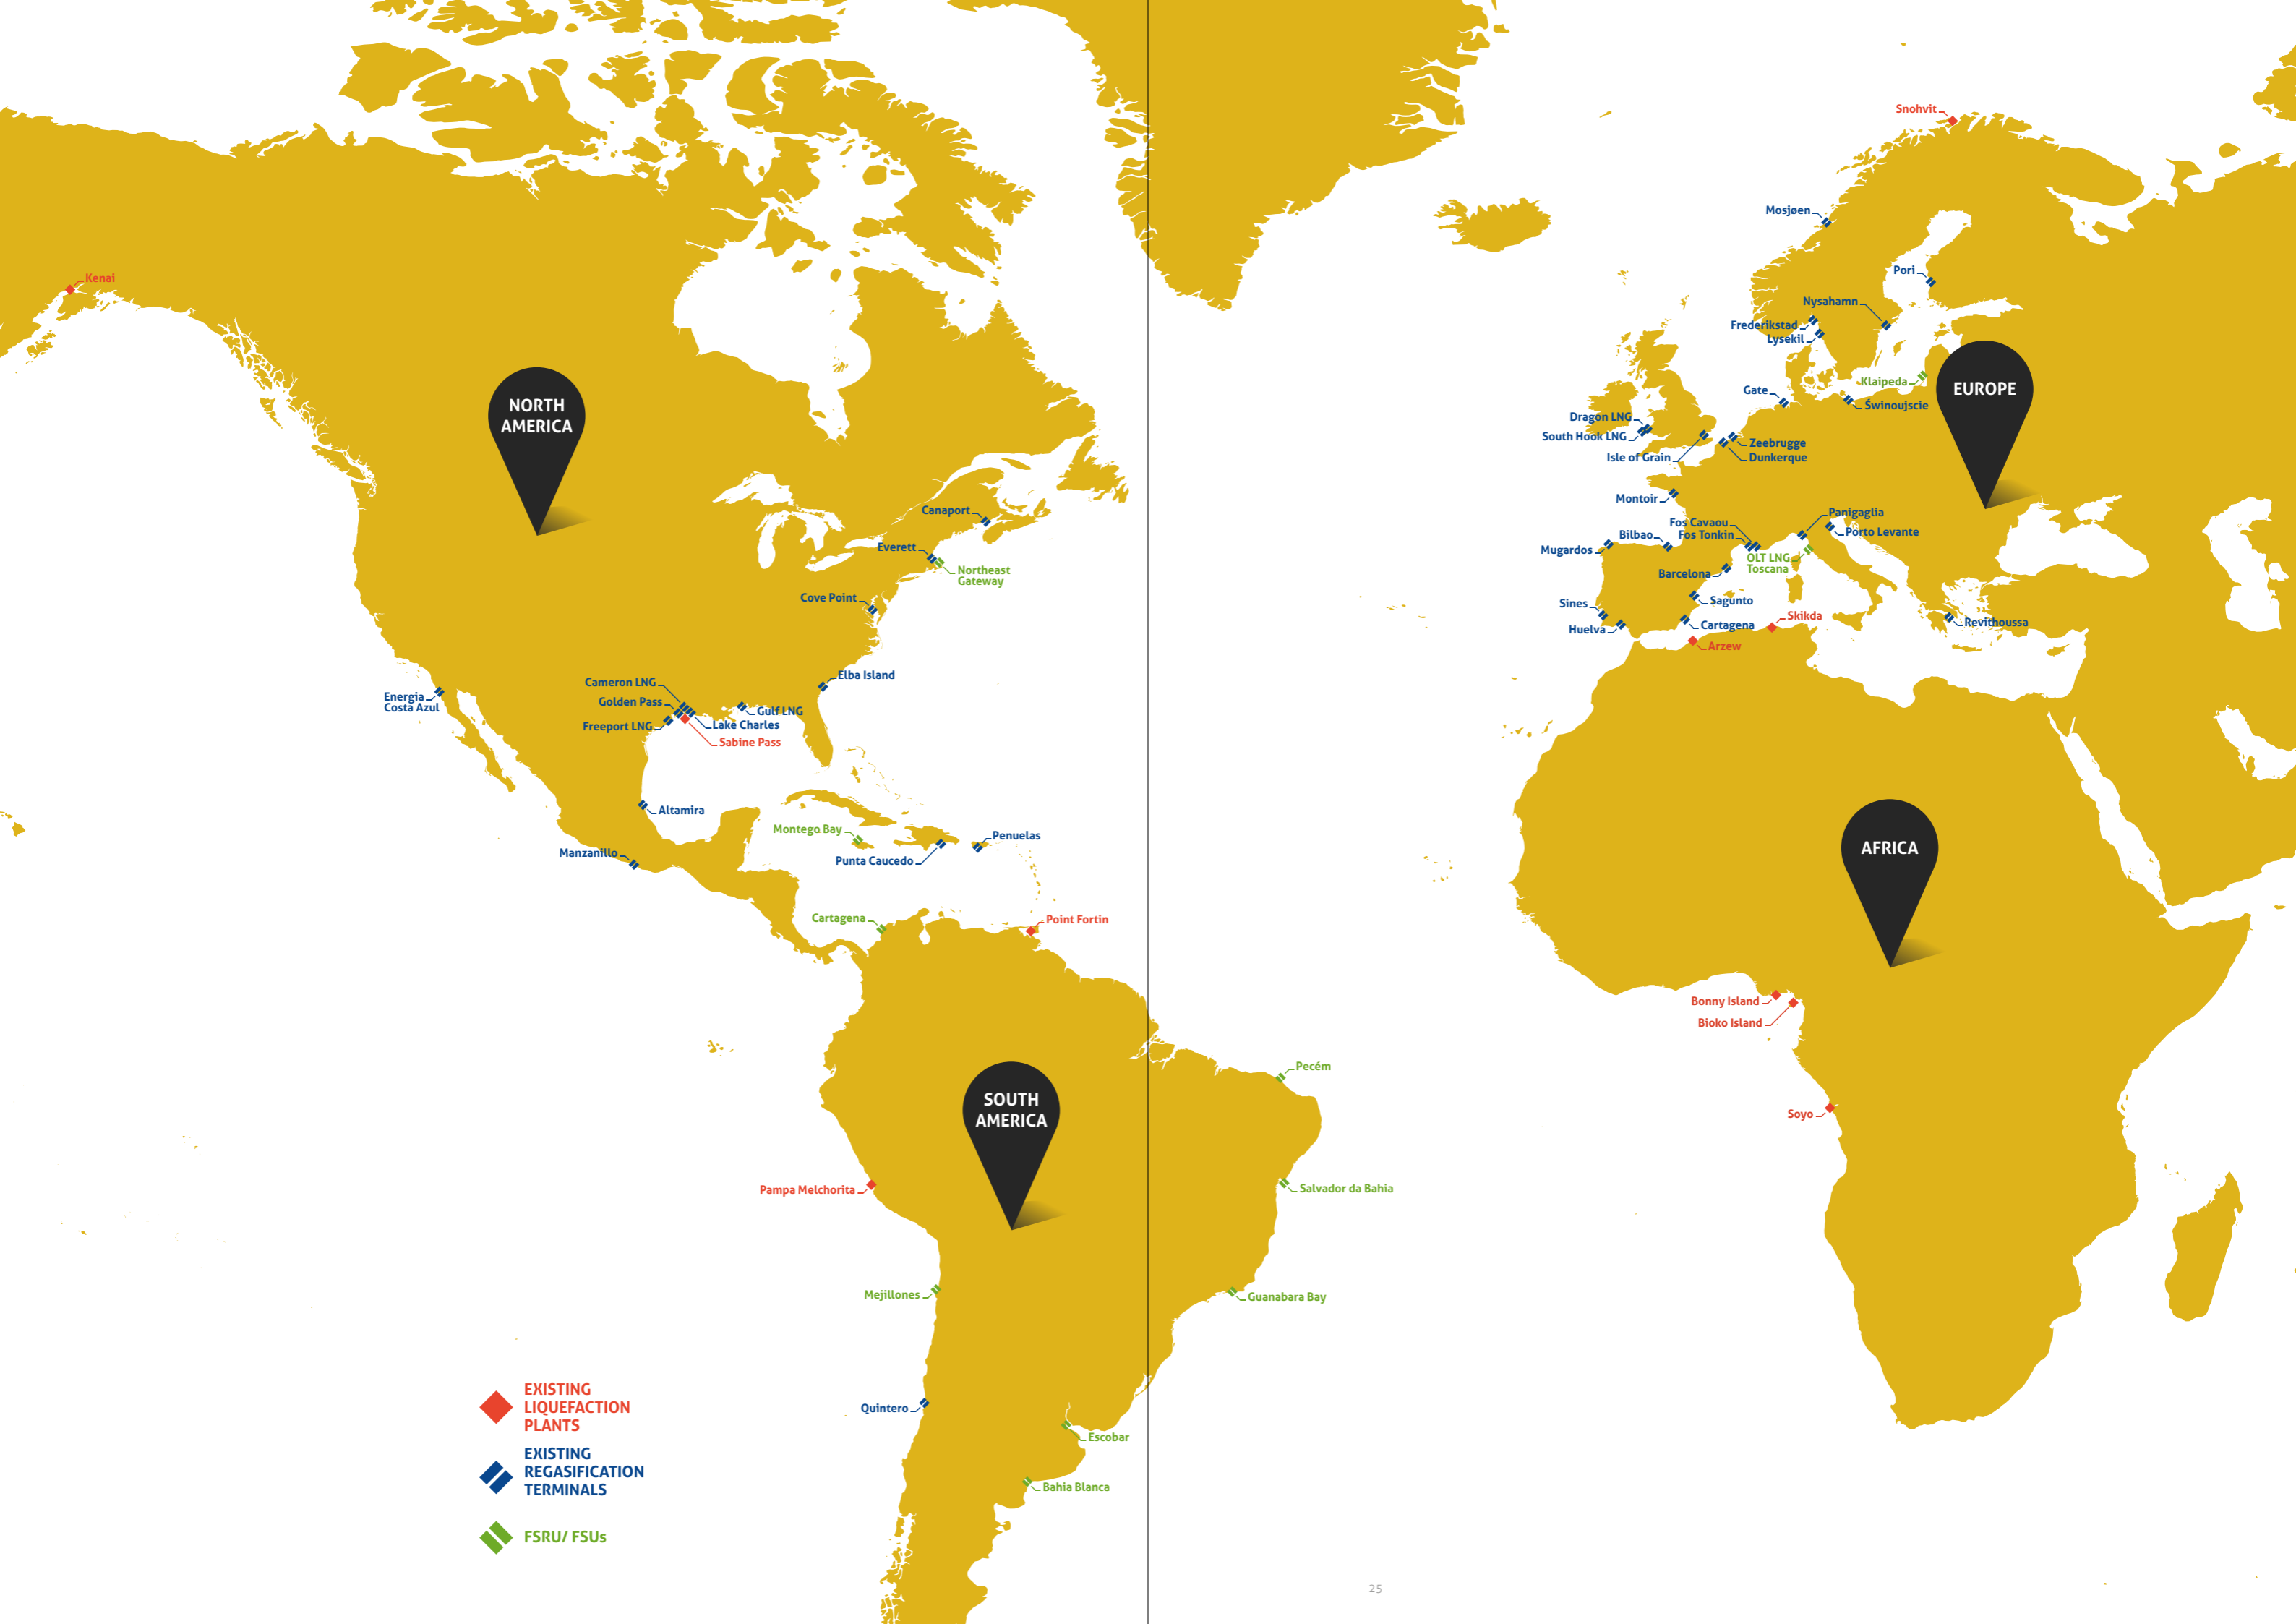 Snohvit
Mosjøen
Pori
Kenai
Nysahamn
Frederikstad
Lysekil
Klaipeda
NORTH
AMERICA
EUROPE
Gate
Świnoujscie
Dragon LNG
South Hook LNG
Zeebrugge
Isle of Grain
Dunkerque
Montoir
Canaport
Panigaglia
Fos Cavaou
Porto Levante
Bilbao
Fos Tonkin
Everett
Mugardos
OLT LNG
Toscana
Northeast
Gateway
Barcelona
Cove Point
Sagunto
Sines
Skikda
Revithoussa
Huelva
Cartagena
Arzew
Elba Island
Cameron LNG
Energia
Costa Azul
Golden Pass
Gulf LNG
Freeport LNG
Lake Charles
Sabine Pass
Altamira
Montego Bay
Penuelas
AFRICA
Manzanillo
Punta Caucedo
Cartagena
Point Fortin
Bonny Island
Bioko Island
Pecém
SOUTH
AMERICA
Soyo
Pampa Melchorita
Salvador da Bahia
Mejillones
Guanabara Bay
EXISTING
LIQUEFACTION
PLANTS
Quintero
Escobar
EXISTING
REGASIFICATION
TERMINALS
Bahia Blanca
FSRU/ FSUs
25